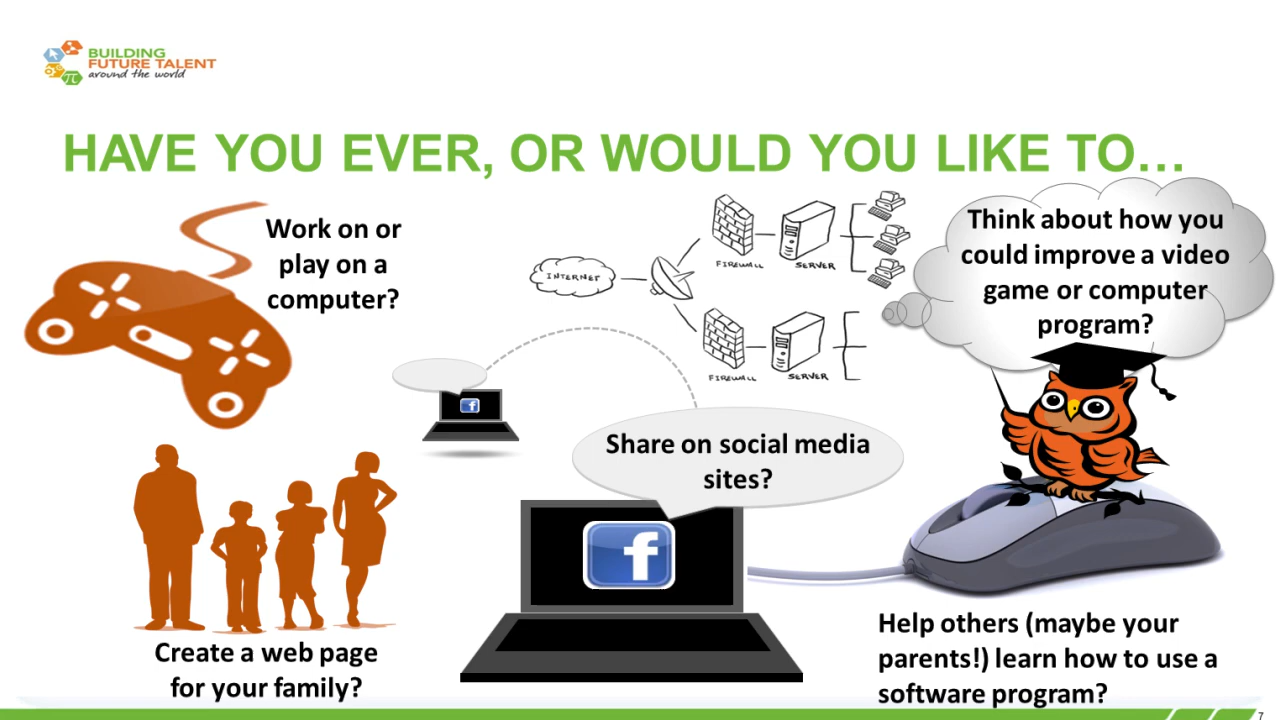 BUILDING
FUTURE TALENT
around the world
HAVE YOU EVER, OR WOULD YOU LIKE TO…
Work on or
play on a
computer?
INTERNET
FIREWALL
SERVER
FIREWALL
SERVER
Think about how you
could improve a video
game or computer
program?
Share on social media
sites?
f
f
Create a web page
for your family?
Help others (maybe your
parents!) learn how to use a
software program?
7